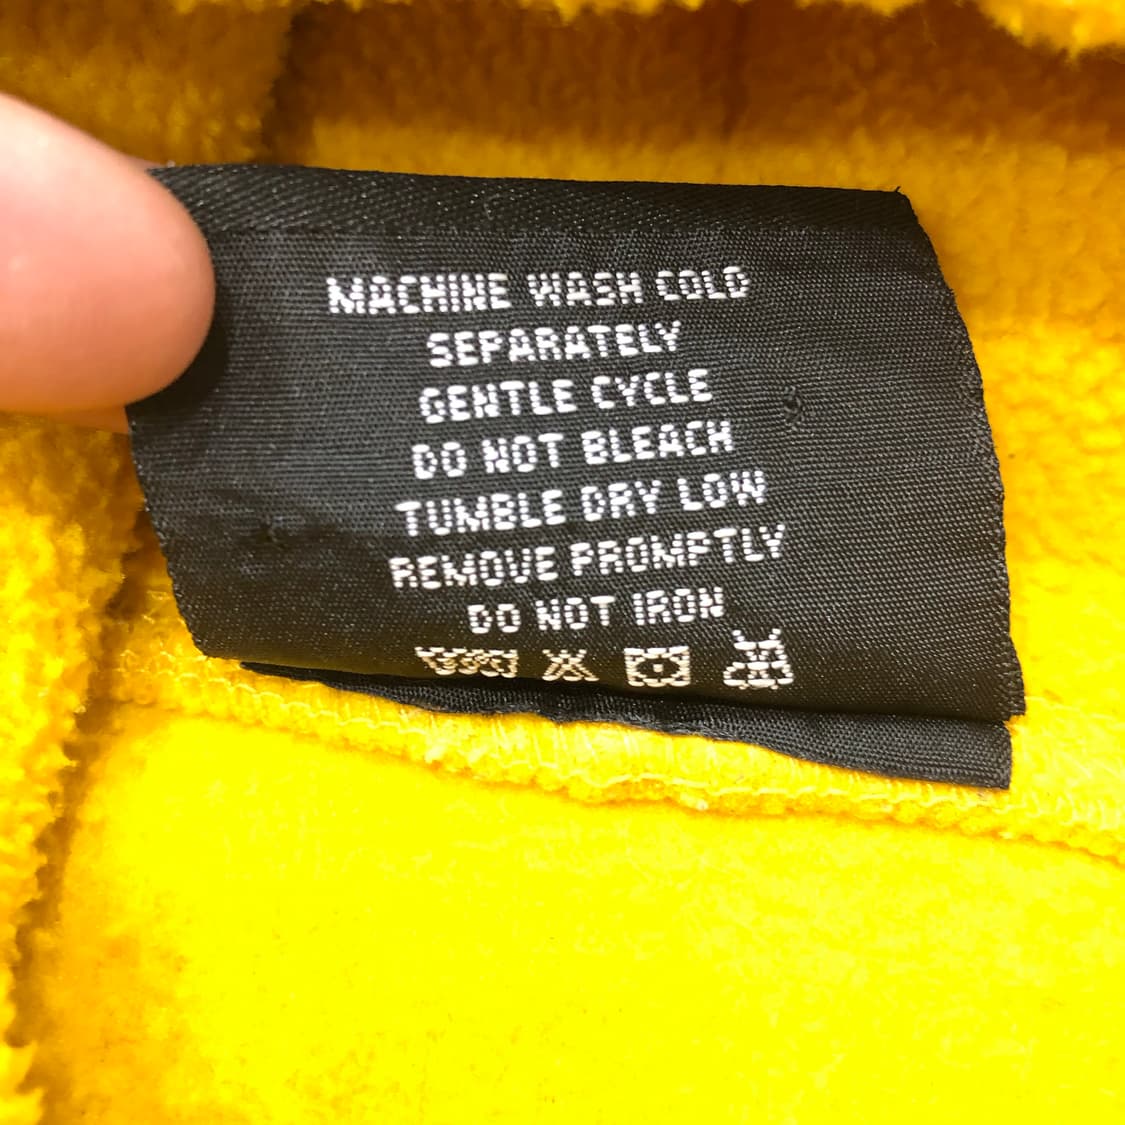 MACHINE WASH COLD
SEPARATELY
GENTLE CYCLE
DO NOT BLEACH
TUMBLE DRY LOW
REMOVE PROMPTLY
DO NOT IRON